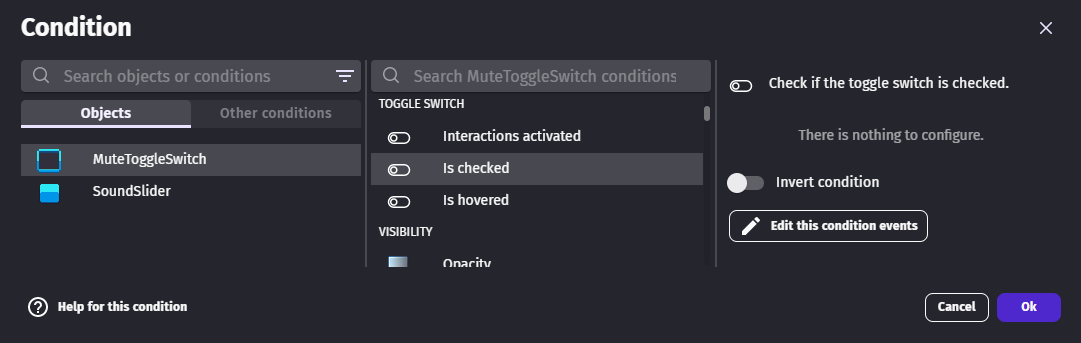 Condition
Search objects or conditions
Objects
Other conditions
MuteToggleSwitch
SoundSlider
Search MuteToggleSwitch conditions
TOGGLE SWITCH
Interactions activated
Is checked
Is hovered
VISIBILITY
Opacity
Check if the toggle switch is checked.
There is nothing to configure.
Invert condition
Edit this condition events
Help for this condition
Cancel
Ok